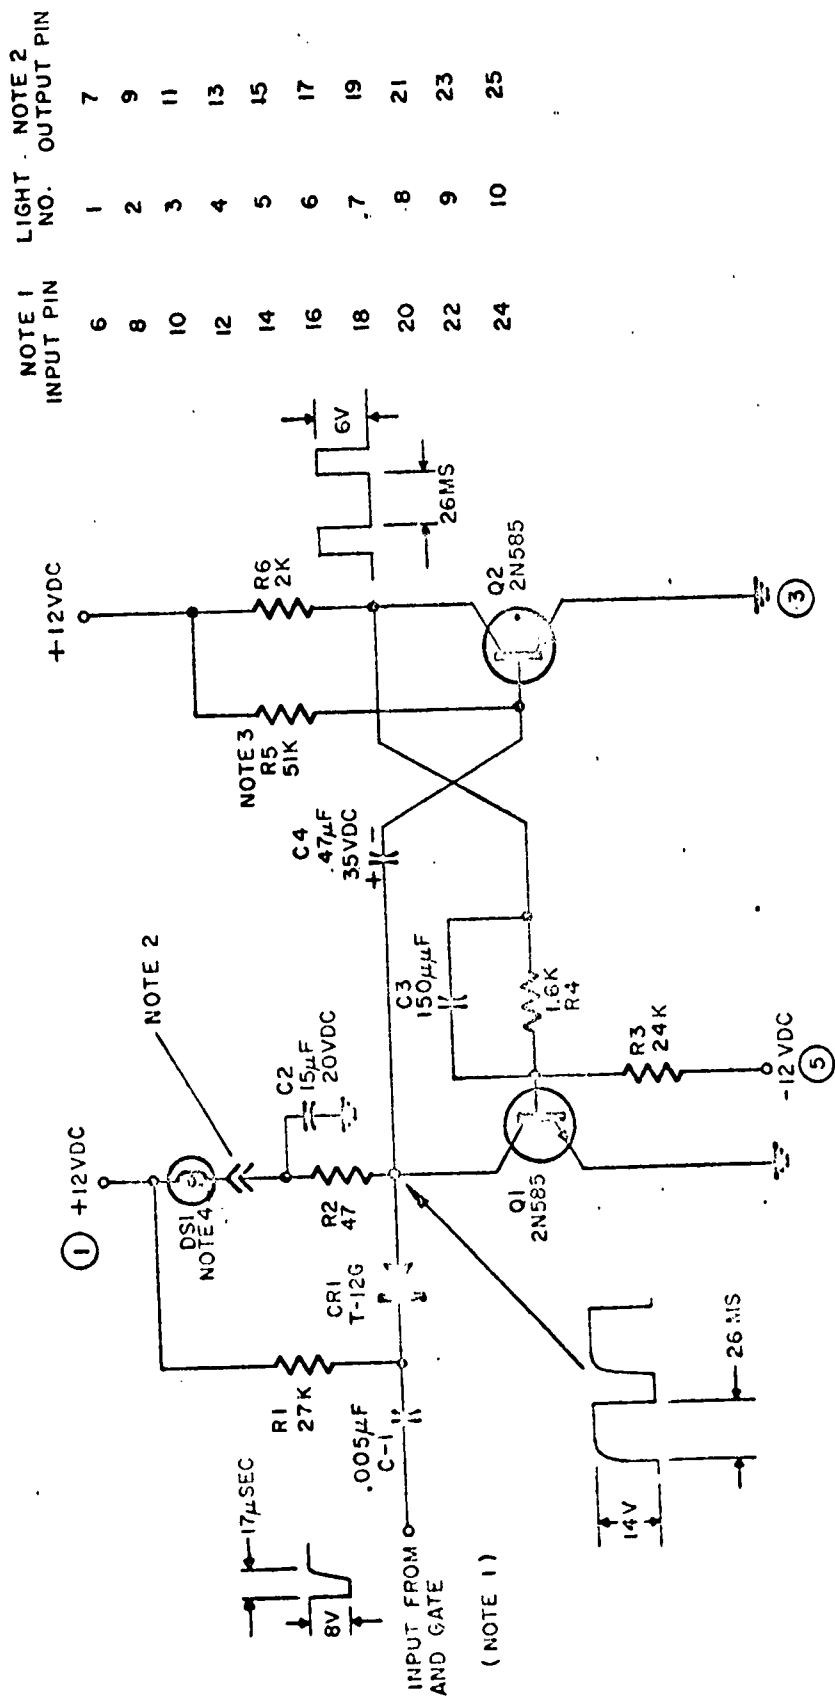 NOTE 1 LIGHT NOTE 2
INPUT PIN NO. OUTPUT PIN
6 1 7
8 2 9
10 3 11
12 4 13
14 5 15
16 6 17
18 7 19
20 8 21
22 9 23
24 10 25
1
+12VDC
+12VDC
NOTE 2
DS1
NOTE 4
C2
15µF
20VDC
R1
27K
R2
47
CR1
T-12G
.005µF
C-1
17µSEC
8V
INPUT FROM
AND GATE
(NOTE 1)
14V
26 MS
C4
.47µF
35VDC
+
-
NOTE 3
R5
51K
R6
2K
6V
26MS
C3
150µµF
1.6K
R4
R3
24K
-12VDC
5
Q1
2N585
Q2
2N585
3